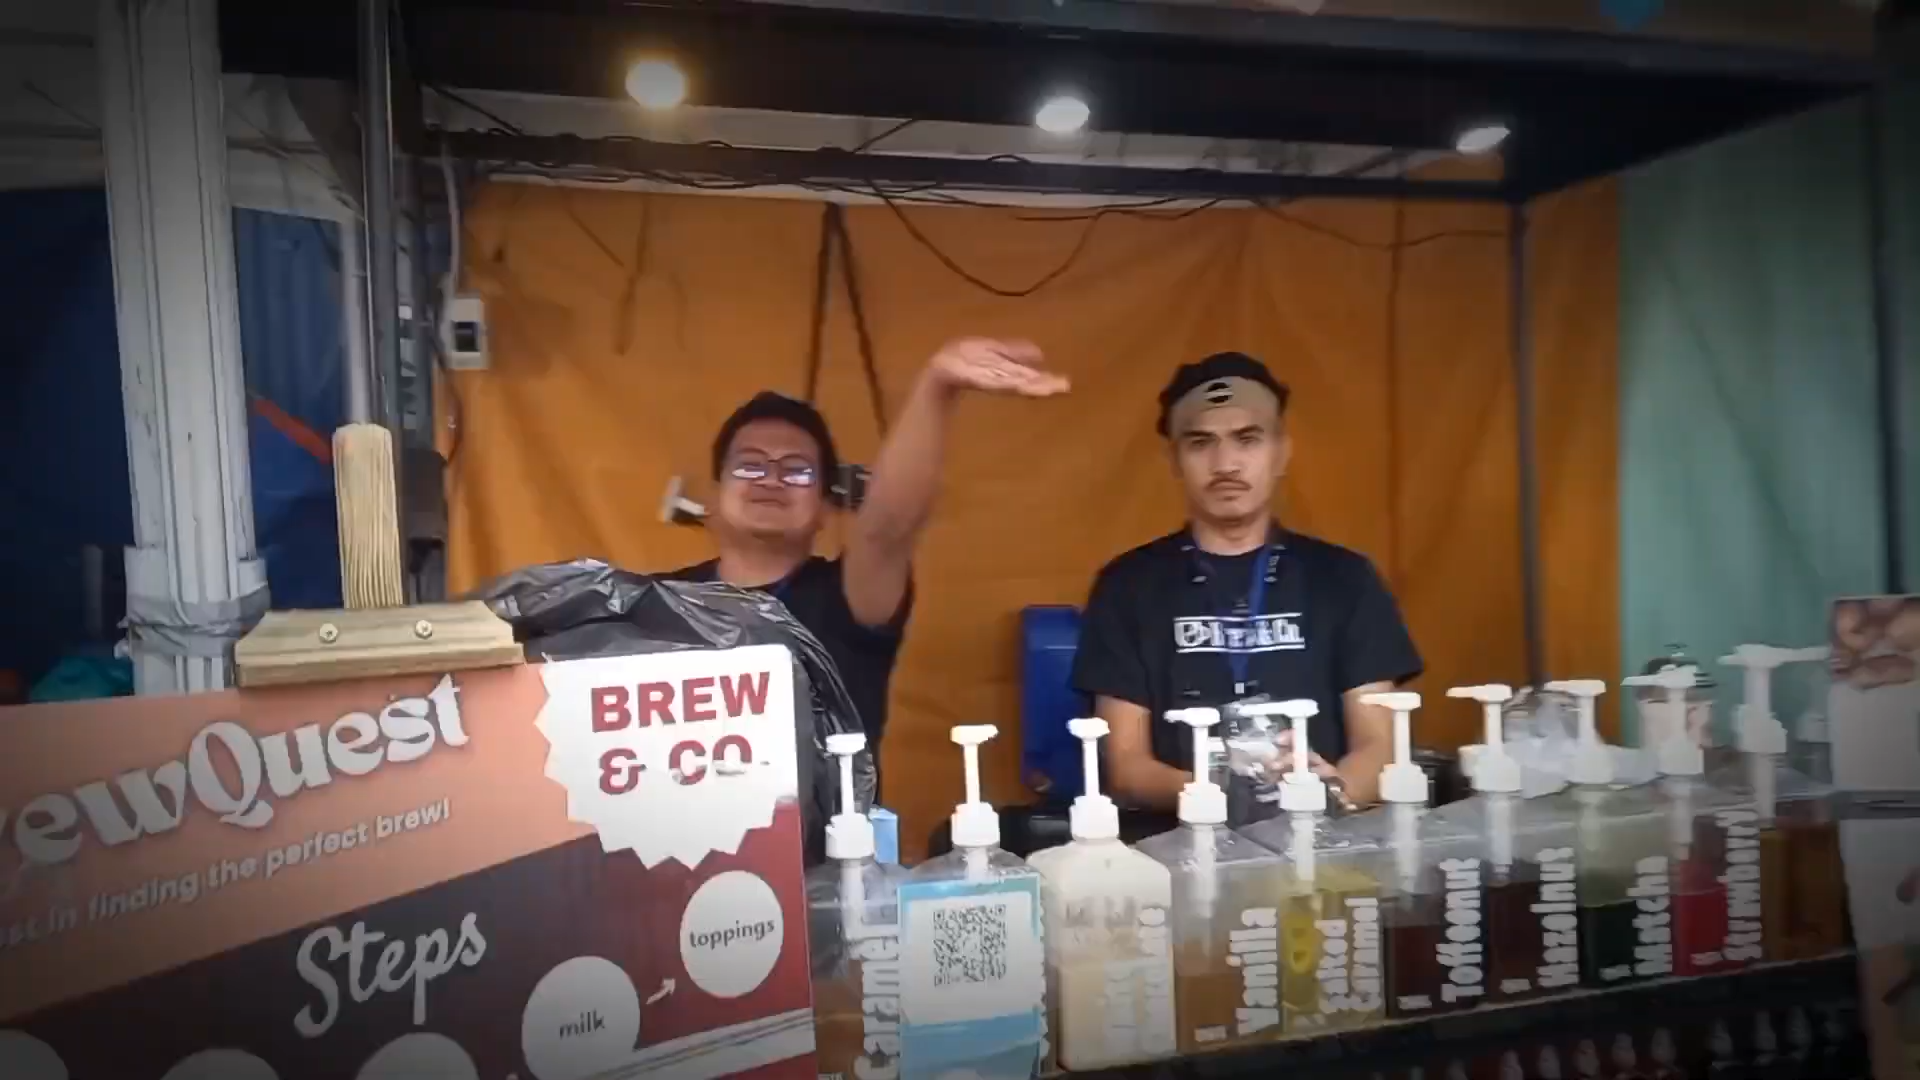 BREW
& CO.
ewQuest
in finding the perfect brew!
Steps
toppings
milk
Caramel
Vanilla
Salted
Caramel
Toffeenut
Hazelnut
Matcha
Strawberry